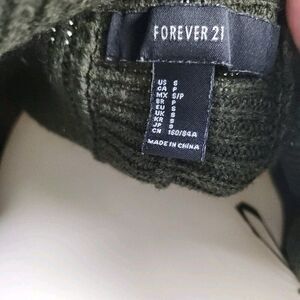 FOREVER 21
US S
CA P
MX S/P
BR P
EU S
UK S
KR S
JP S
CN 160/84A
MADE IN CHINA